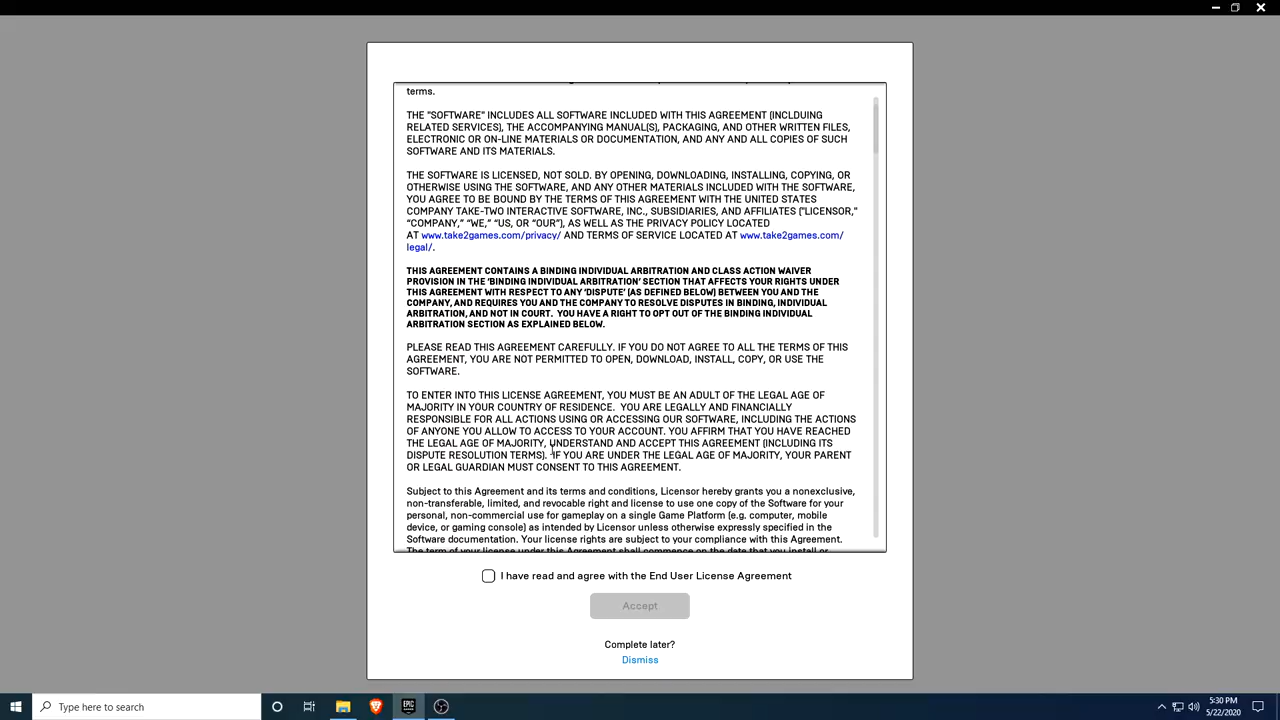 terms.
THE "SOFTWARE" INCLUDES ALL SOFTWARE INCLUDED WITH THIS AGREEMENT (INCLDUING
RELATED SERVICES), THE ACCOMPANYING MANUAL(S), PACKAGING, AND OTHER WRITTEN FILES,
ELECTRONIC OR ON-LINE MATERIALS OR DOCUMENTATION, AND ANY AND ALL COPIES OF SUCH
SOFTWARE AND ITS MATERIALS.
THE SOFTWARE IS LICENSED, NOT SOLD. BY OPENING, DOWNLOADING, INSTALLING, COPYING, OR
OTHERWISE USING THE SOFTWARE, AND ANY OTHER MATERIALS INCLUDED WITH THE SOFTWARE,
YOU AGREE TO BE BOUND BY THE TERMS OF THIS AGREEMENT WITH THE UNITED STATES
COMPANY TAKE-TWO INTERACTIVE SOFTWARE, INC., SUBSIDIARIES, AND AFFILIATES ("LICENSOR,"
“COMPANY,” “WE,” “US, OR “OUR”), AS WELL AS THE PRIVACY POLICY LOCATED
AT www.take2games.com/privacy/ AND TERMS OF SERVICE LOCATED AT www.take2games.com/
legal/.
THIS AGREEMENT CONTAINS A BINDING INDIVIDUAL ARBITRATION AND CLASS ACTION WAIVER
PROVISION IN THE ‘BINDING INDIVIDUAL ARBITRATION’ SECTION THAT AFFECTS YOUR RIGHTS UNDER
THIS AGREEMENT WITH RESPECT TO ANY ‘DISPUTE’ (AS DEFINED BELOW) BETWEEN YOU AND THE
COMPANY, AND REQUIRES YOU AND THE COMPANY TO RESOLVE DISPUTES IN BINDING, INDIVIDUAL
ARBITRATION, AND NOT IN COURT.  YOU HAVE A RIGHT TO OPT OUT OF THE BINDING INDIVIDUAL
ARBITRATION SECTION AS EXPLAINED BELOW.
PLEASE READ THIS AGREEMENT CAREFULLY. IF YOU DO NOT AGREE TO ALL THE TERMS OF THIS
AGREEMENT, YOU ARE NOT PERMITTED TO OPEN, DOWNLOAD, INSTALL, COPY, OR USE THE
SOFTWARE.
TO ENTER INTO THIS LICENSE AGREEMENT, YOU MUST BE AN ADULT OF THE LEGAL AGE OF
MAJORITY IN YOUR COUNTRY OF RESIDENCE.  YOU ARE LEGALLY AND FINANCIALLY
RESPONSIBLE FOR ALL ACTIONS USING OR ACCESSING OUR SOFTWARE, INCLUDING THE ACTIONS
OF ANYONE YOU ALLOW TO ACCESS TO YOUR ACCOUNT. YOU AFFIRM THAT YOU HAVE REACHED
THE LEGAL AGE OF MAJORITY, UNDERSTAND AND ACCEPT THIS AGREEMENT (INCLUDING ITS
DISPUTE RESOLUTION TERMS).  IF YOU ARE UNDER THE LEGAL AGE OF MAJORITY, YOUR PARENT
OR LEGAL GUARDIAN MUST CONSENT TO THIS AGREEMENT.
Subject to this Agreement and its terms and conditions, Licensor hereby grants you a nonexclusive,
non-transferable, limited, and revocable right and license to use one copy of the Software for your
personal, non-commercial use for gameplay on a single Game Platform (e.g. computer, mobile
device, or gaming console) as intended by Licensor unless otherwise expressly specified in the
Software documentation. Your license rights are subject to your compliance with this Agreement.
The term of your license under this Agreement shall commence on the date that you install or
I have read and agree with the End User License Agreement
Accept
Complete later?
Dismiss
Type here to search
EPIC
5:30 PM
5/22/2020